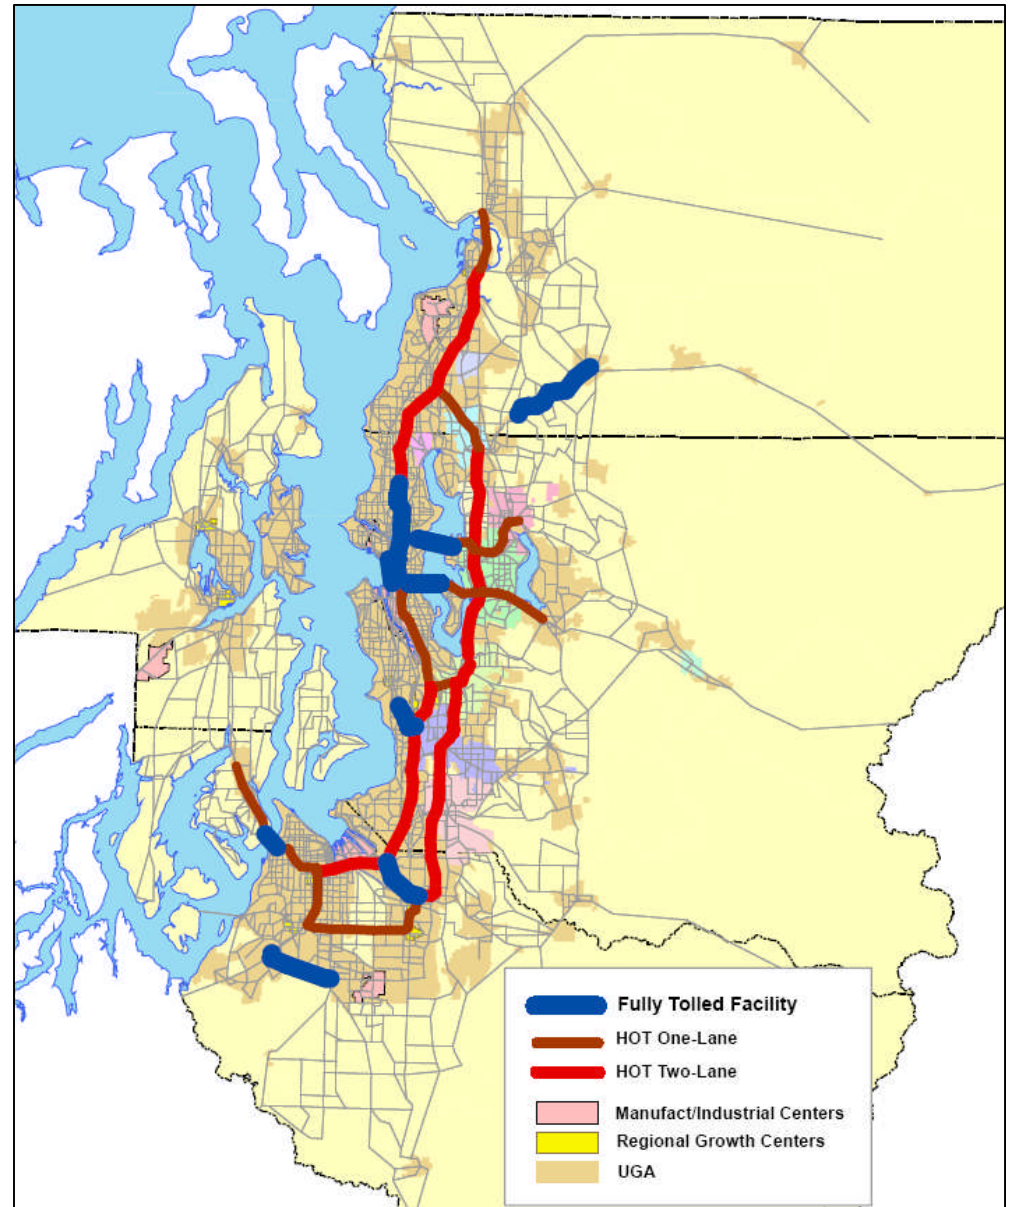 Fully Tolled Facility
HOT One-Lane
HOT Two-Lane
Manufact/Industrial Centers
Regional Growth Centers
UGA